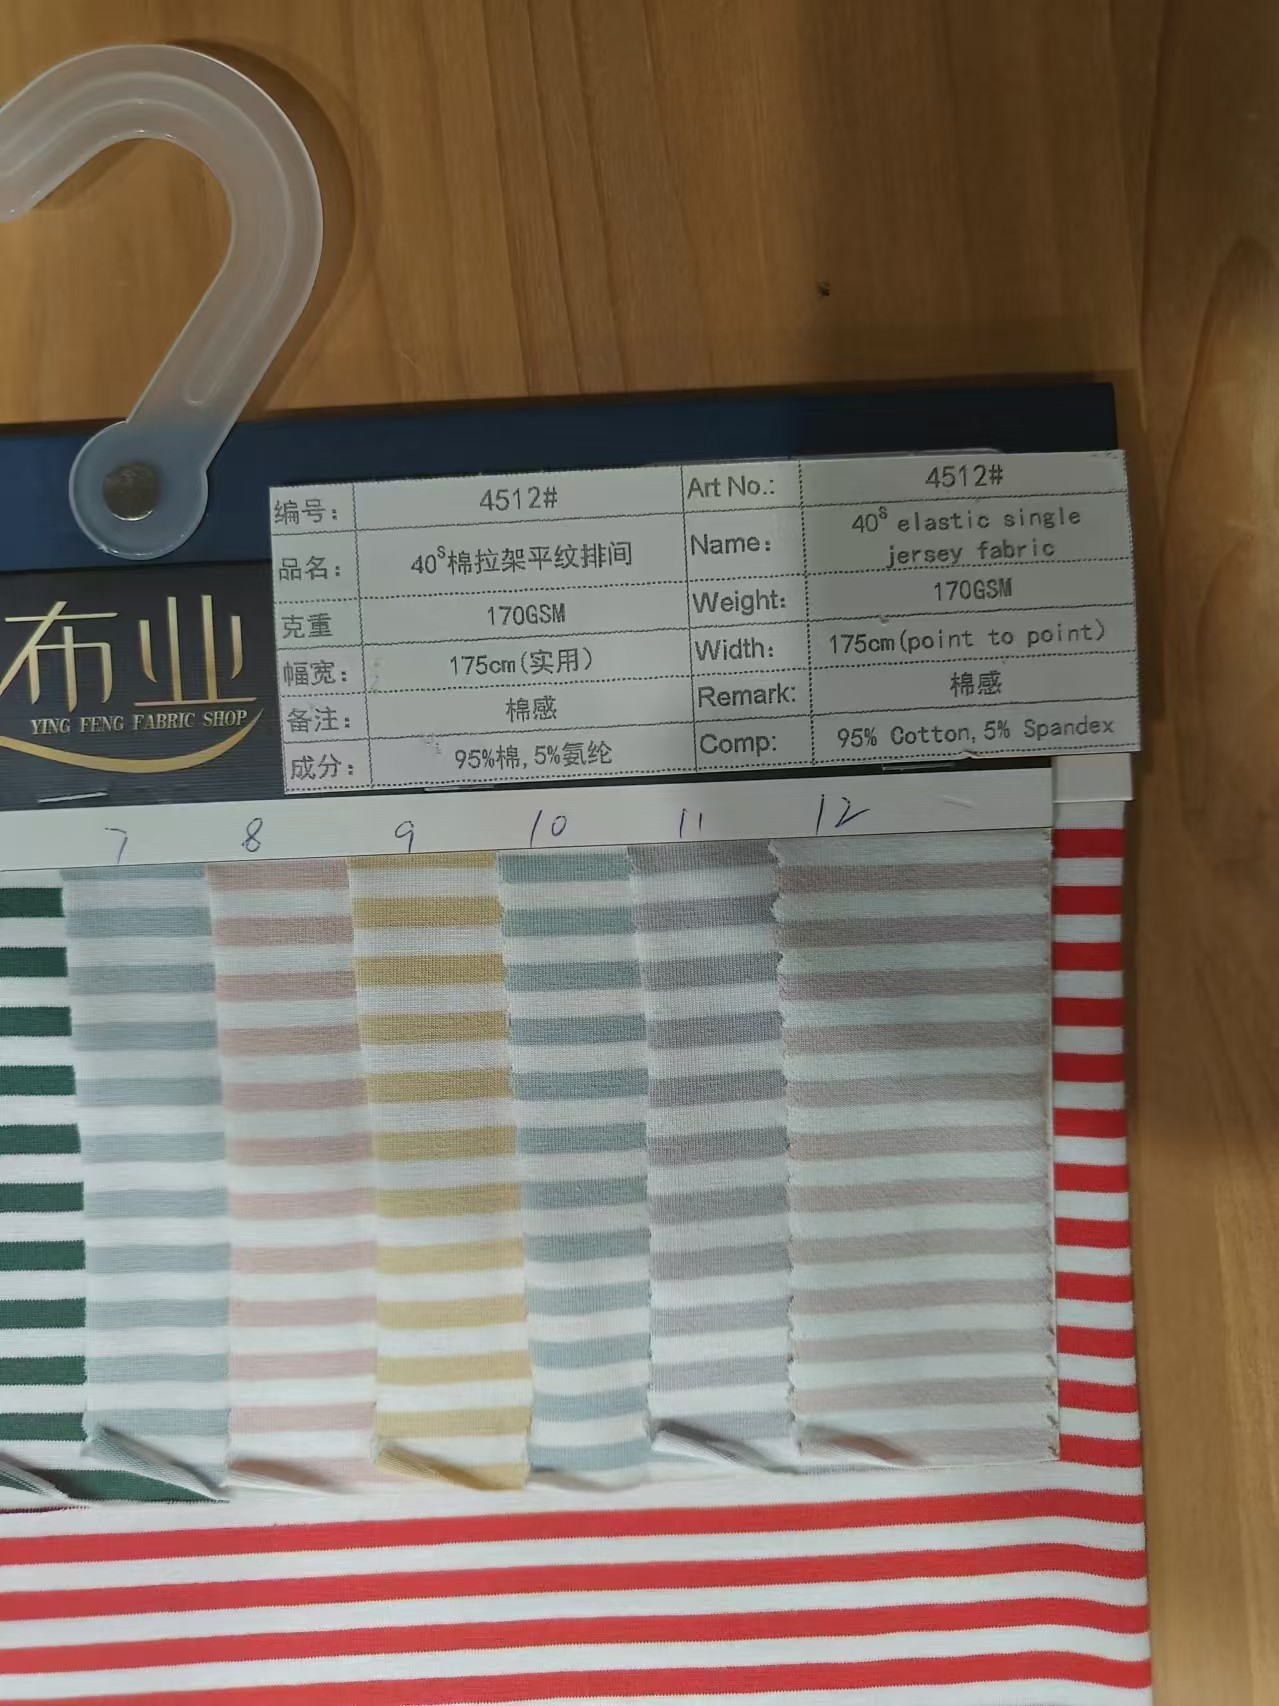 编号： 4512# Art No.: 4512#
品名： 40S棉拉架平纹排间 Name: 40S elastic single
jersey fabric
克重 170GSM Weight: 170GSM
幅宽： 175cm(实用) Width: 175cm(point to point)
备注： 棉感 Remark: 棉感
成分： 95%棉,5%氨纶 Comp: 95% Cotton,5% Spandex
布业
YING FENG FABRIC SHOP
7 8 9 10 11 12